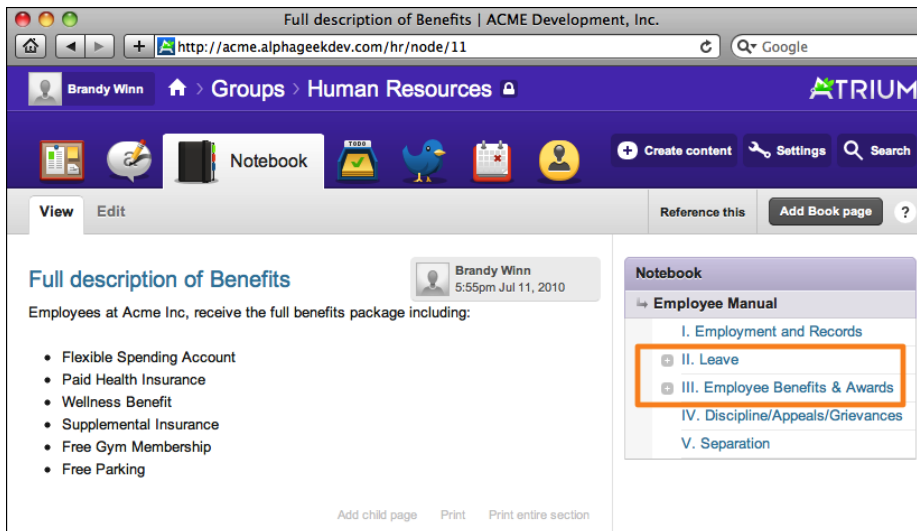 Full description of Benefits | ACME Development, Inc.
http://acme.alphageekdev.com/hr/node/11
Google
Brandy Winn
Groups › Human Resources
ATRIUM
Notebook
TODO
Create content
Settings
Search
View
Edit
Reference this
Add Book page
?
Full description of Benefits
Brandy Winn
5:55pm Jul 11, 2010
Employees at Acme Inc, receive the full benefits package including:
• Flexible Spending Account
• Paid Health Insurance
• Wellness Benefit
• Supplemental Insurance
• Free Gym Membership
• Free Parking
Add child page
Print
Print entire section
Notebook
Employee Manual
I. Employment and Records
II. Leave
III. Employee Benefits & Awards
IV. Discipline/Appeals/Grievances
V. Separation